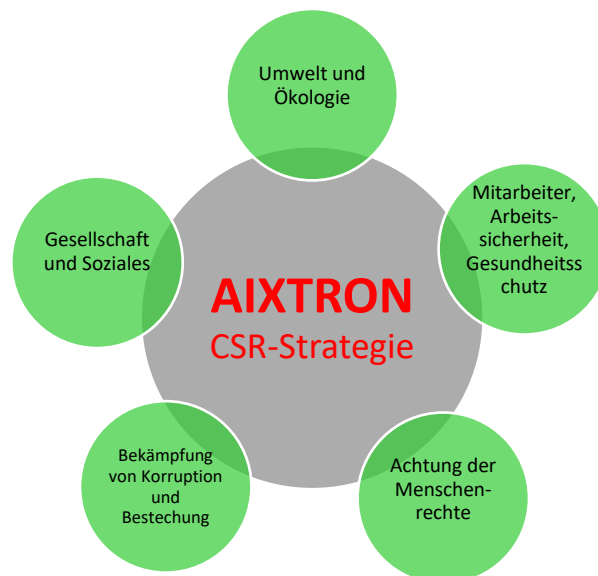 Umwelt und
Ökologie
Mitarbeiter,
Arbeits-
sicherheit,
Gesundheitss
chutz
Gesellschaft
und Soziales
AIXTRON
CSR-Strategie
Bekämpfung
von Korruption
und
Bestechung
Achtung der
Menschen-
rechte